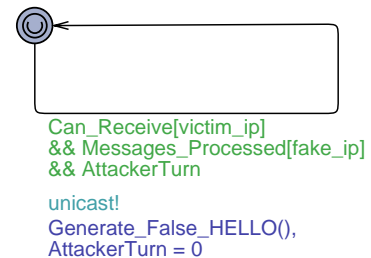 Can_Receive[victim_ip]
&& Messages_Processed[fake_ip]
&& AttackerTurn
unicast!
Generate_False_HELLO(),
AttackerTurn = 0